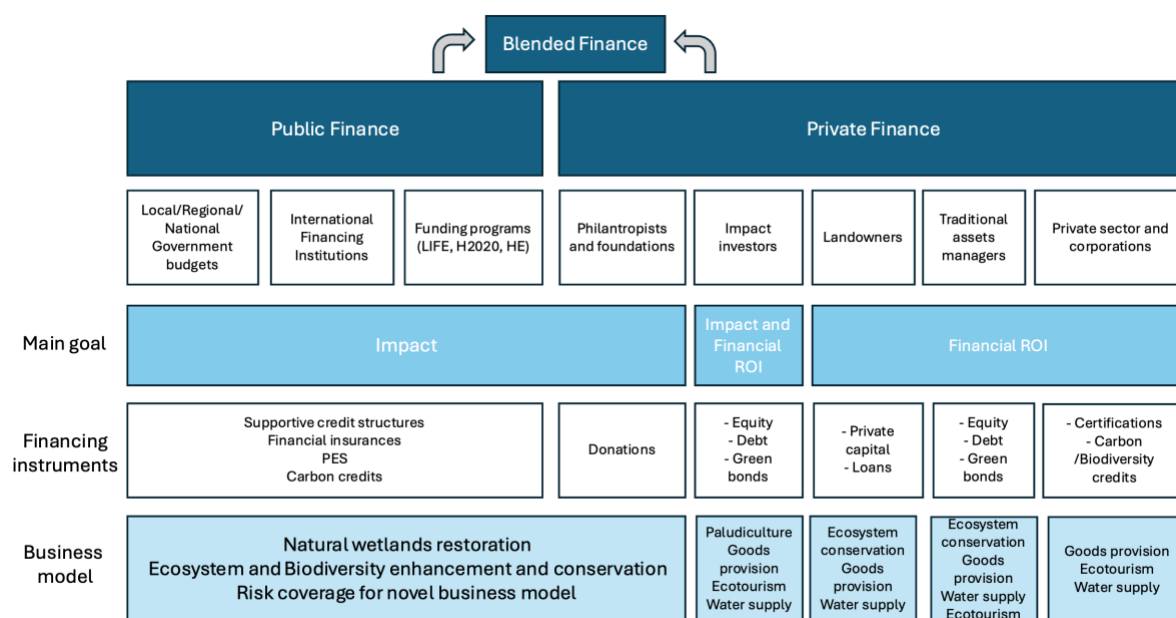 Blended Finance
Public Finance
Private Finance
Local/Regional/
National
Government
budgets
International
Financing
Institutions
Funding programs
(LIFE, H2020, HE)
Philantropists
and foundations
Impact
investors
Landowners
Traditional
assets
managers
Private sector and
corporations
Main goal
Impact
Impact and
Financial
ROI
Financial ROI
Financing
instruments
Supportive credit structures
Financial insurances
PES
Carbon credits
Donations
- Equity
- Debt
- Green
bonds
- Private
capital
- Loans
- Equity
- Debt
- Green
bonds
- Certifications
- Carbon
/Biodiversity
credits
Business
model
Natural wetlands restoration
Ecosystem and Biodiversity enhancement and conservation
Risk coverage for novel business model
Paludiculture
Goods
provision
Ecotourism
Water supply
Ecosystem
conservation
Goods
provision
Water supply
Ecosystem
conservation
Goods
provision
Water supply
Ecotourism
Goods provision
Ecotourism
Water supply